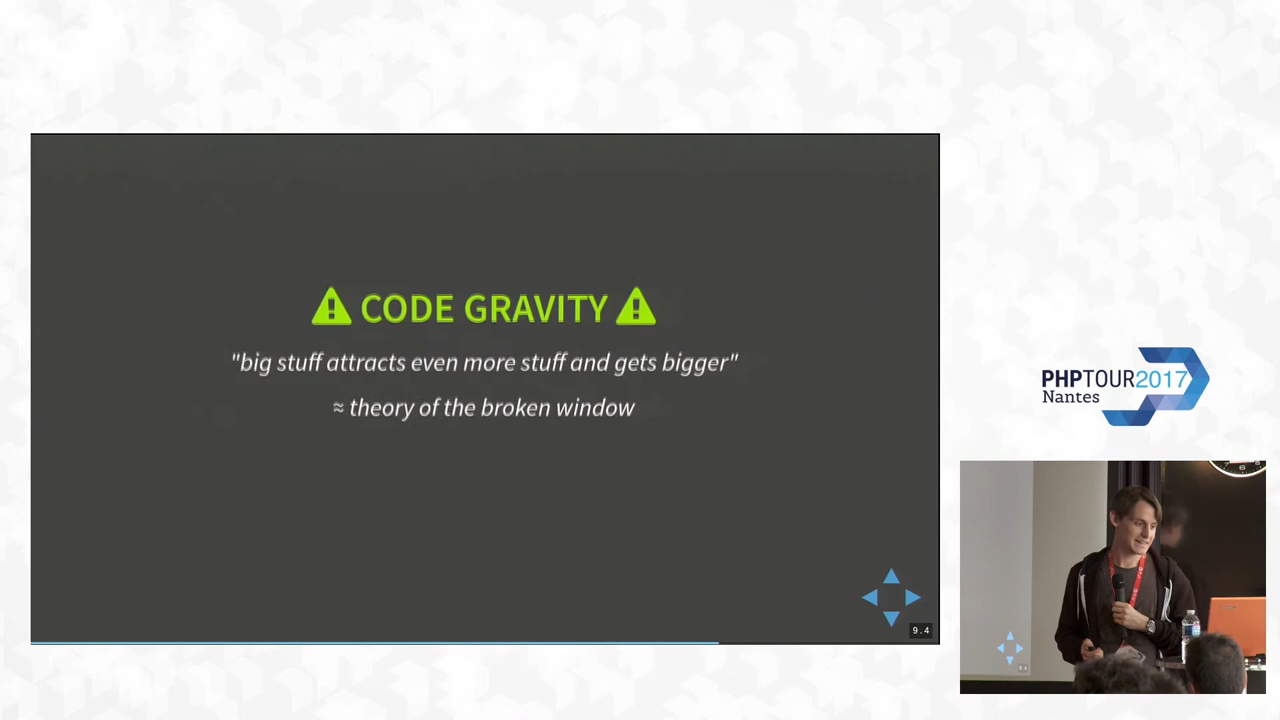 CODE GRAVITY
"big stuff attracts even more stuff and gets bigger"
≈ theory of the broken window
9.4
PHPTOUR2017
Nantes